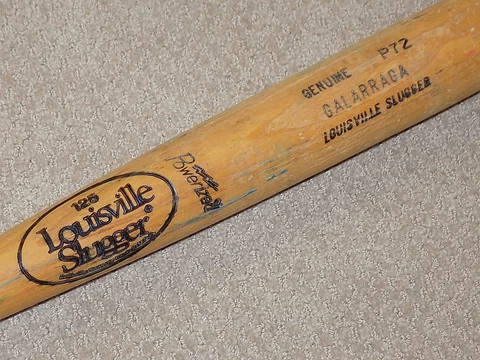 125
Louisville
Slugger®
Powerized
GENUINE P72
GALARRAGA
LOUISVILLE SLUGGER